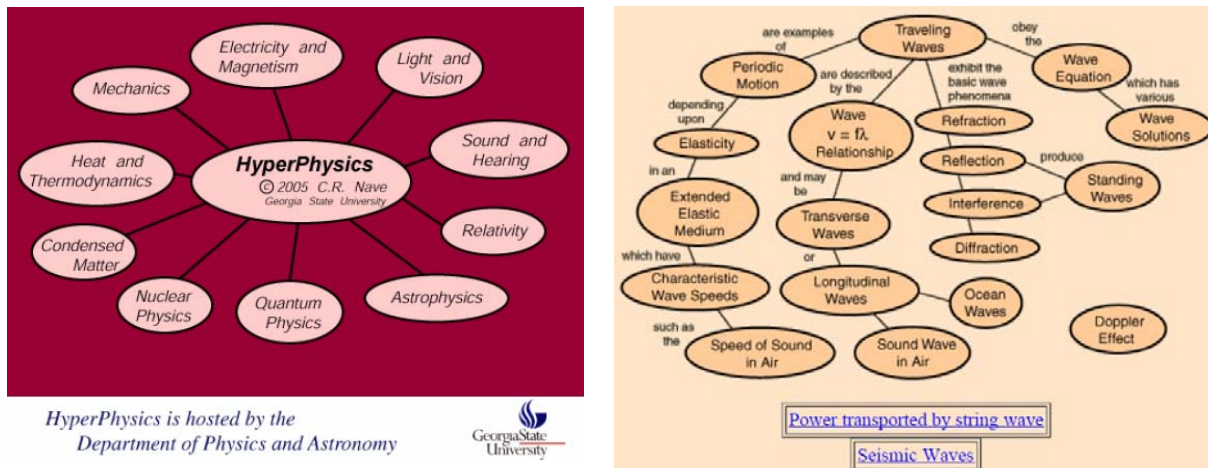 Electricity and
Magnetism
Light and
Vision
Mechanics
Sound and
Hearing
HyperPhysics
© 2005 C.R. Nave
Georgia State University
Heat and
Thermodynamics
Relativity
Condensed
Matter
Nuclear
Physics
Quantum
Physics
Astrophysics
HyperPhysics is hosted by the
Department of Physics and Astronomy
GeorgiaState
University
Traveling
Waves
are examples
of
obey
the
Periodic
Motion
are described
by the
exhibit the
basic wave
phenomena
Wave
Equation
which has
various
Wave
Solutions
depending
upon
Wave
v = fλ
Relationship
Refraction
Elasticity
Reflection
produce
Standing
Waves
in an
and may
be
Interference
Extended
Elastic
Medium
Transverse
Waves
Diffraction
which have
or
Characteristic
Wave Speeds
Longitudinal
Waves
Ocean
Waves
Doppler
Effect
such as
the
Speed of Sound
in Air
Sound Wave
in Air
Power transported by string wave
Seismic Waves